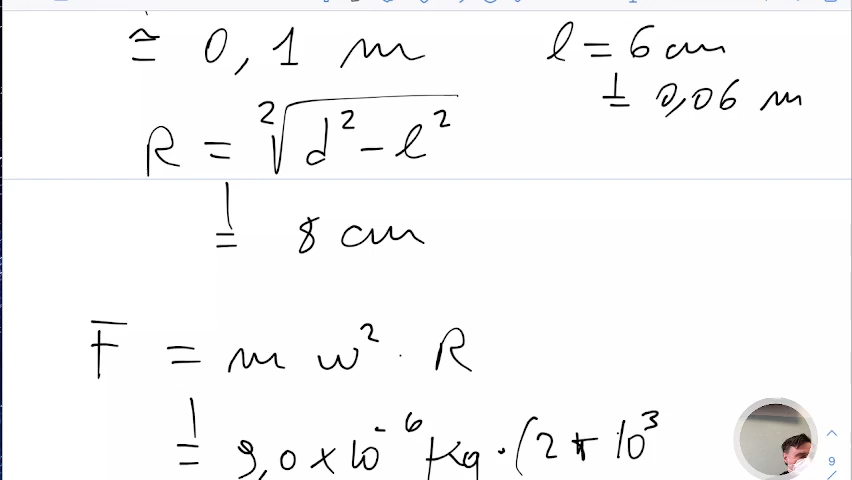 ≅ 0,1 m l = 6 cm
= 0,06 m
R = ²√(d² − l²)
= 8 cm
F̅ = m w² · R
= 9,0 × 10⁻⁶ Kg · (2π 10³
9